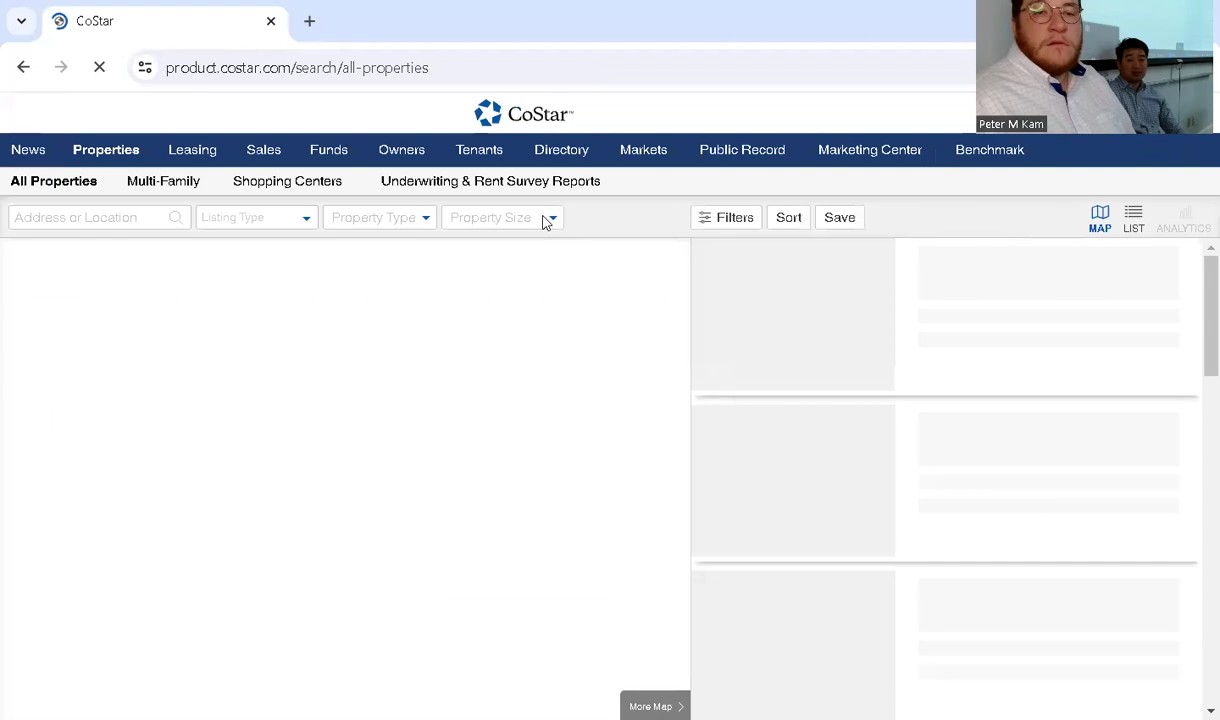 CoStar
product.costar.com/search/all-properties
CoStar™
Peter M Kam
News Properties Leasing Sales Funds Owners Tenants Directory Markets Public Record Marketing Center Benchmark
All Properties Multi-Family Shopping Centers Underwriting & Rent Survey Reports
Address or Location Listing Type Property Type Property Size Filters Sort Save MAP LIST ANALYTICS
More Map